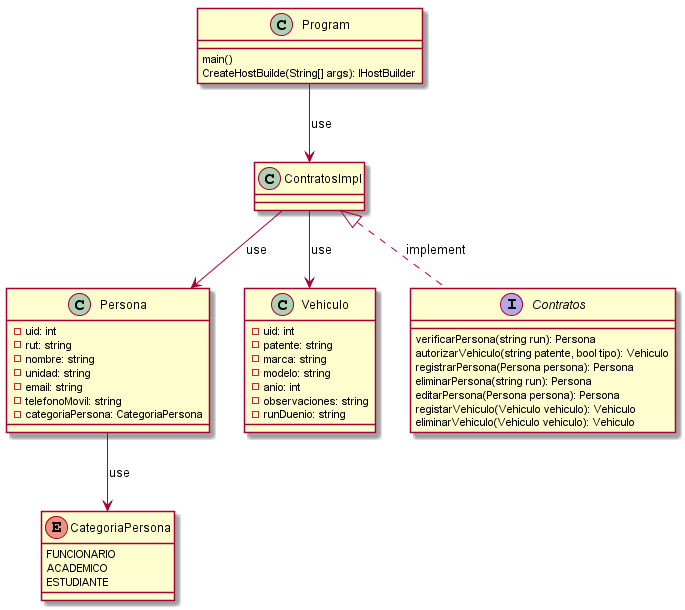 C Program
main()
CreateHostBuilde(String[] args): IHostBuilder
use
C ContratosImpl
use
use
implement
C Persona
uid: int
rut: string
nombre: string
unidad: string
email: string
telefonoMovil: string
categoriaPersona: CategoriaPersona
C Vehiculo
uid: int
patente: string
marca: string
modelo: string
anio: int
observaciones: string
runDuenio: string
I Contratos
verificarPersona(string run): Persona
autorizarVehiculo(string patente, bool tipo): Vehiculo
registrarPersona(Persona persona): Persona
eliminarPersona(string run): Persona
editarPersona(Persona persona): Persona
registarVehiculo(Vehiculo vehiculo): Vehiculo
eliminarVehiculo(Vehiculo vehiculo): Vehiculo
use
E CategoriaPersona
FUNCIONARIO
ACADEMICO
ESTUDIANTE